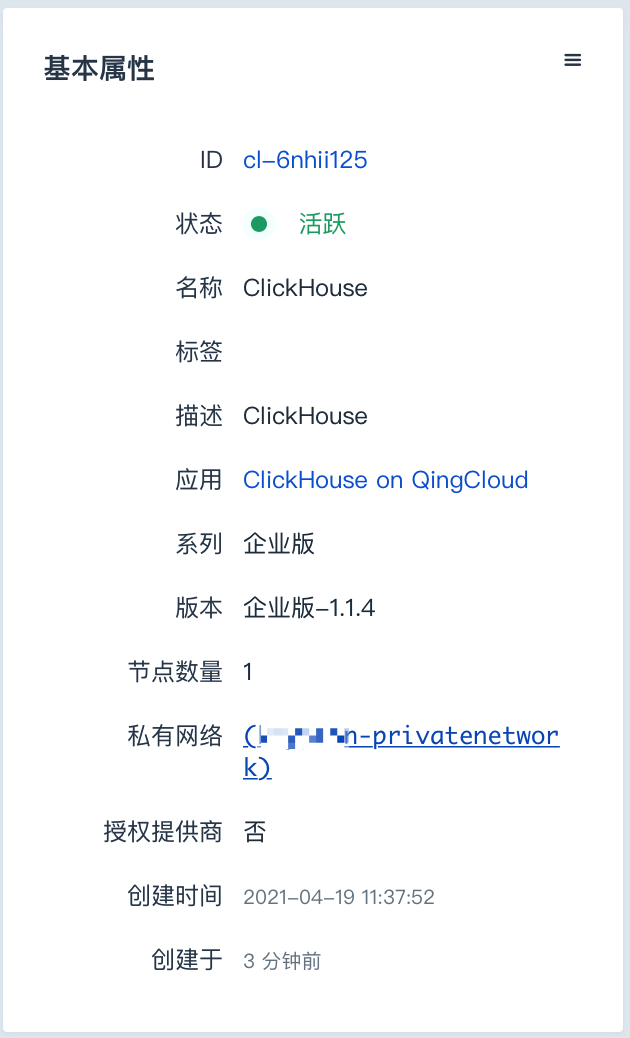 基本属性
ID cl-6nhii125
状态 活跃
名称 ClickHouse
标签
描述 ClickHouse
应用 ClickHouse on QingCloud
系列 企业版
版本 企业版-1.1.4
节点数量 1
私有网络 (n-privatenetwor
k)
授权提供商 否
创建时间 2021-04-19 11:37:52
创建于 3 分钟前